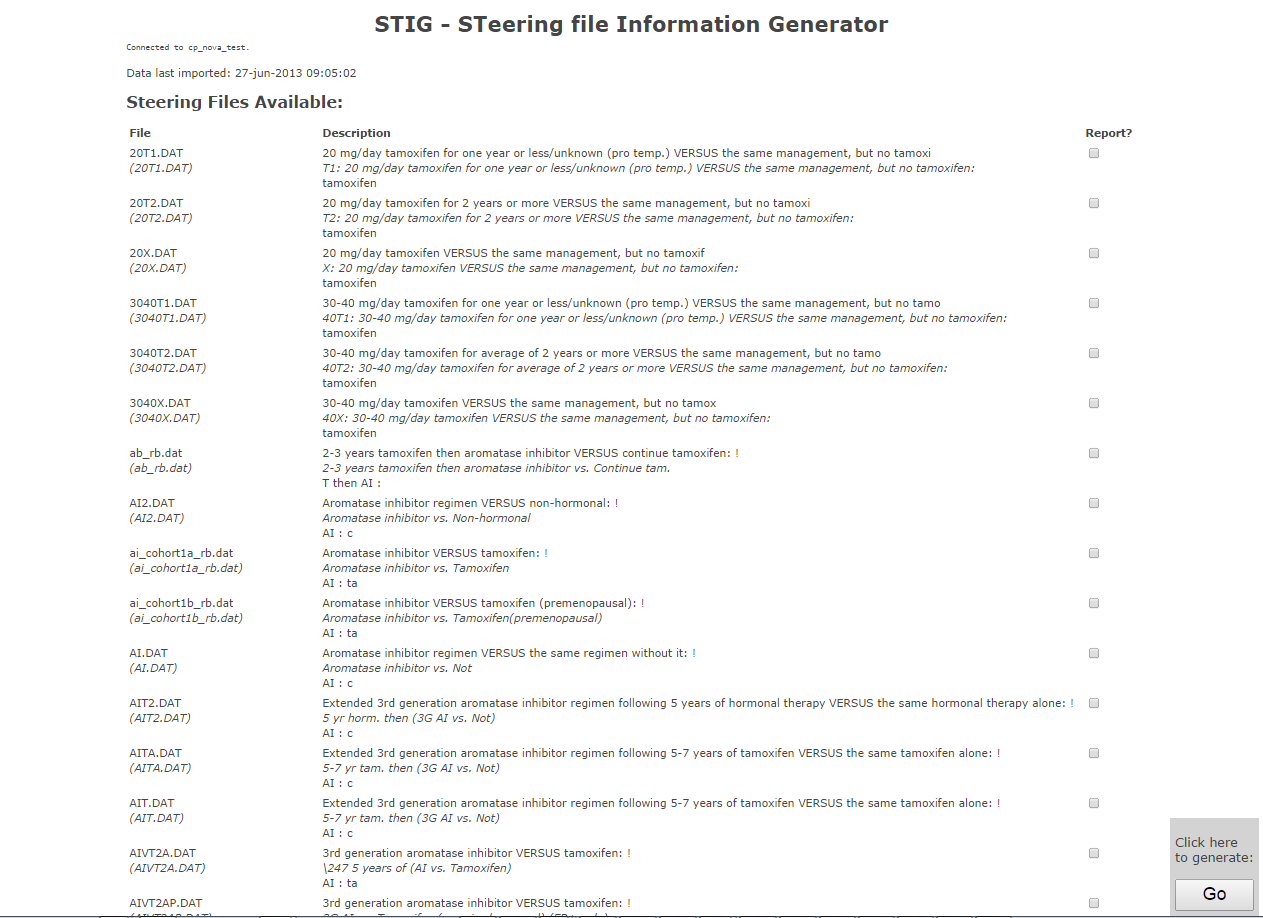 STIG - STeering file Information Generator
Connected to cp_nova_test.
Data last imported: 27-jun-2013 09:05:02
Steering Files Available:
File Description Report?
20T1.DAT 20 mg/day tamoxifen for one year or less/unknown (pro temp.) VERSUS the same management, but no tamoxi
(20T1.DAT) T1: 20 mg/day tamoxifen for one year or less/unknown (pro temp.) VERSUS the same management, but no tamoxifen:
tamoxifen
20T2.DAT 20 mg/day tamoxifen for 2 years or more VERSUS the same management, but no tamoxi
(20T2.DAT) T2: 20 mg/day tamoxifen for 2 years or more VERSUS the same management, but no tamoxifen:
tamoxifen
20X.DAT 20 mg/day tamoxifen VERSUS the same management, but no tamoxif
(20X.DAT) X: 20 mg/day tamoxifen VERSUS the same management, but no tamoxifen:
tamoxifen
3040T1.DAT 30-40 mg/day tamoxifen for one year or less/unknown (pro temp.) VERSUS the same management, but no tamo
(3040T1.DAT) 40T1: 30-40 mg/day tamoxifen for one year or less/unknown (pro temp.) VERSUS the same management, but no tamoxifen:
tamoxifen
3040T2.DAT 30-40 mg/day tamoxifen for average of 2 years or more VERSUS the same management, but no tamo
(3040T2.DAT) 40T2: 30-40 mg/day tamoxifen for average of 2 years or more VERSUS the same management, but no tamoxifen:
tamoxifen
3040X.DAT 30-40 mg/day tamoxifen VERSUS the same management, but no tamox
(3040X.DAT) 40X: 30-40 mg/day tamoxifen VERSUS the same management, but no tamoxifen:
tamoxifen
ab_rb.dat 2-3 years tamoxifen then aromatase inhibitor VERSUS continue tamoxifen: !
(ab_rb.dat) 2-3 years tamoxifen then aromatase inhibitor vs. Continue tam.
T then AI :
AI2.DAT Aromatase inhibitor regimen VERSUS non-hormonal: !
(AI2.DAT) Aromatase inhibitor vs. Non-hormonal
AI : c
ai_cohort1a_rb.dat Aromatase inhibitor VERSUS tamoxifen: !
(ai_cohort1a_rb.dat) Aromatase inhibitor vs. Tamoxifen
AI : ta
ai_cohort1b_rb.dat Aromatase inhibitor VERSUS tamoxifen (premenopausal): !
(ai_cohort1b_rb.dat) Aromatase inhibitor vs. Tamoxifen(premenopausal)
AI : ta
AI.DAT Aromatase inhibitor regimen VERSUS the same regimen without it: !
(AI.DAT) Aromatase inhibitor vs. Not
AI : c
AIT2.DAT Extended 3rd generation aromatase inhibitor regimen following 5 years of hormonal therapy VERSUS the same hormonal therapy alone: !
(AIT2.DAT) 5 yr horm. then (3G AI vs. Not)
AI : c
AITA.DAT Extended 3rd generation aromatase inhibitor regimen following 5-7 years of tamoxifen VERSUS the same tamoxifen alone: !
(AITA.DAT) 5-7 yr tam. then (3G AI vs. Not)
AI : c
AIT.DAT Extended 3rd generation aromatase inhibitor regimen following 5-7 years of tamoxifen VERSUS the same tamoxifen alone: !
(AIT.DAT) 5-7 yr tam. then (3G AI vs. Not)
AI : c
AIVT2A.DAT 3rd generation aromatase inhibitor VERSUS tamoxifen: !
(AIVT2A.DAT) \247 5 years of (AI vs. Tamoxifen)
AI : ta
AIVT2AP.DAT 3rd generation aromatase inhibitor VERSUS tamoxifen: !
Click here
to generate:
Go